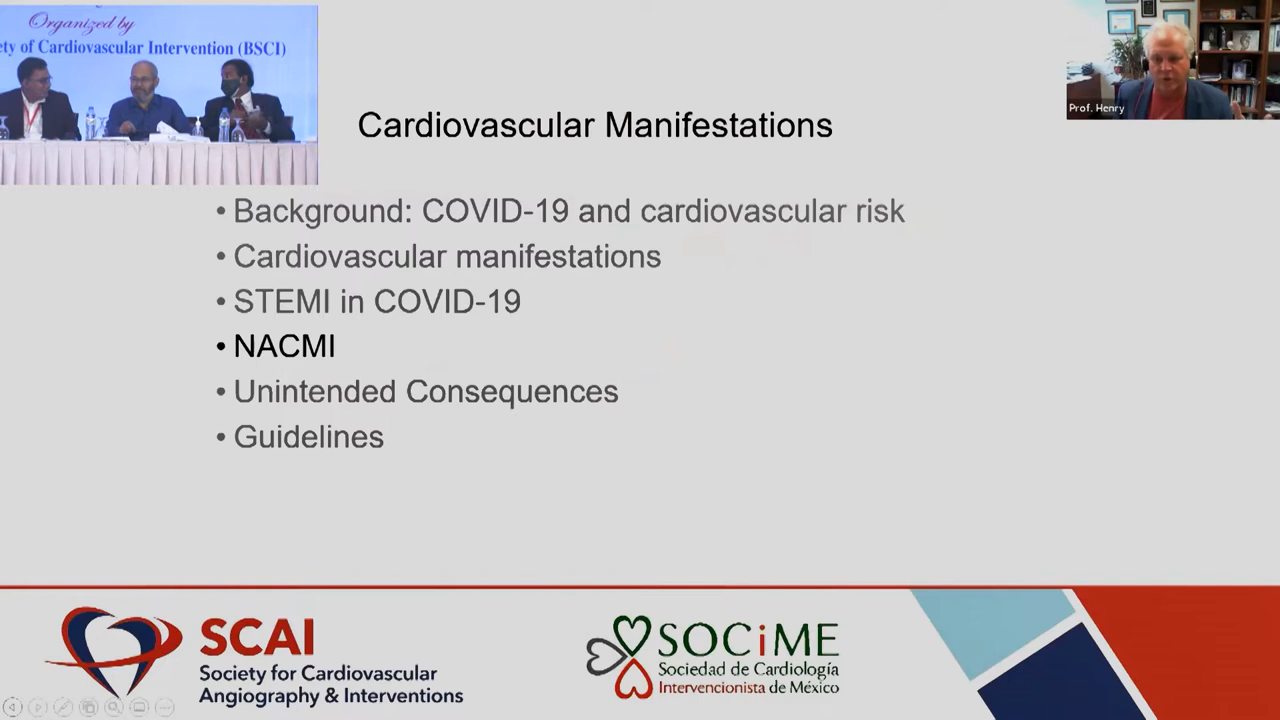 Organized by
ety of Cardiovascular Intervention (BSCI)
Prof. Henry
Cardiovascular Manifestations
• Background: COVID-19 and cardiovascular risk
• Cardiovascular manifestations
• STEMI in COVID-19
• NACMI
• Unintended Consequences
• Guidelines
SCAI
Society for Cardiovascular
Angiography & Interventions
SOCiME
Sociedad de Cardiología
Intervencionista de México